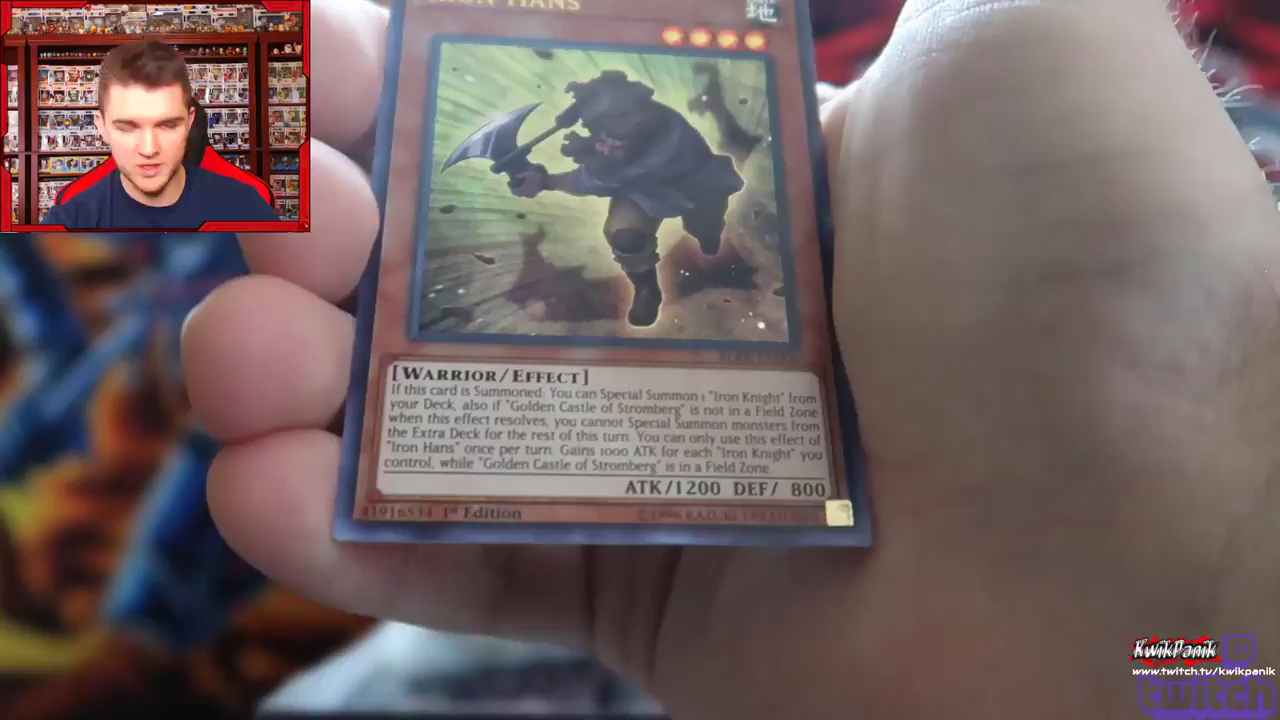 IRON HANS
地
[WARRIOR/EFFECT]
If this card is Summoned: You can Special Summon 1 "Iron Knight" from
your Deck, also if "Golden Castle of Stromberg" is not in a Field Zone
when this effect resolves, you cannot Special Summon monsters from
the Extra Deck for the rest of this turn. You can only use this effect of
"Iron Hans" once per turn. Gains 1000 ATK for each "Iron Knight" you
control, while "Golden Castle of Stromberg" is in a Field Zone.
ATK/1200 DEF/ 800
41916534 1st Edition
KwikPanik
www.twitch.tv/kwikpanik
twitch